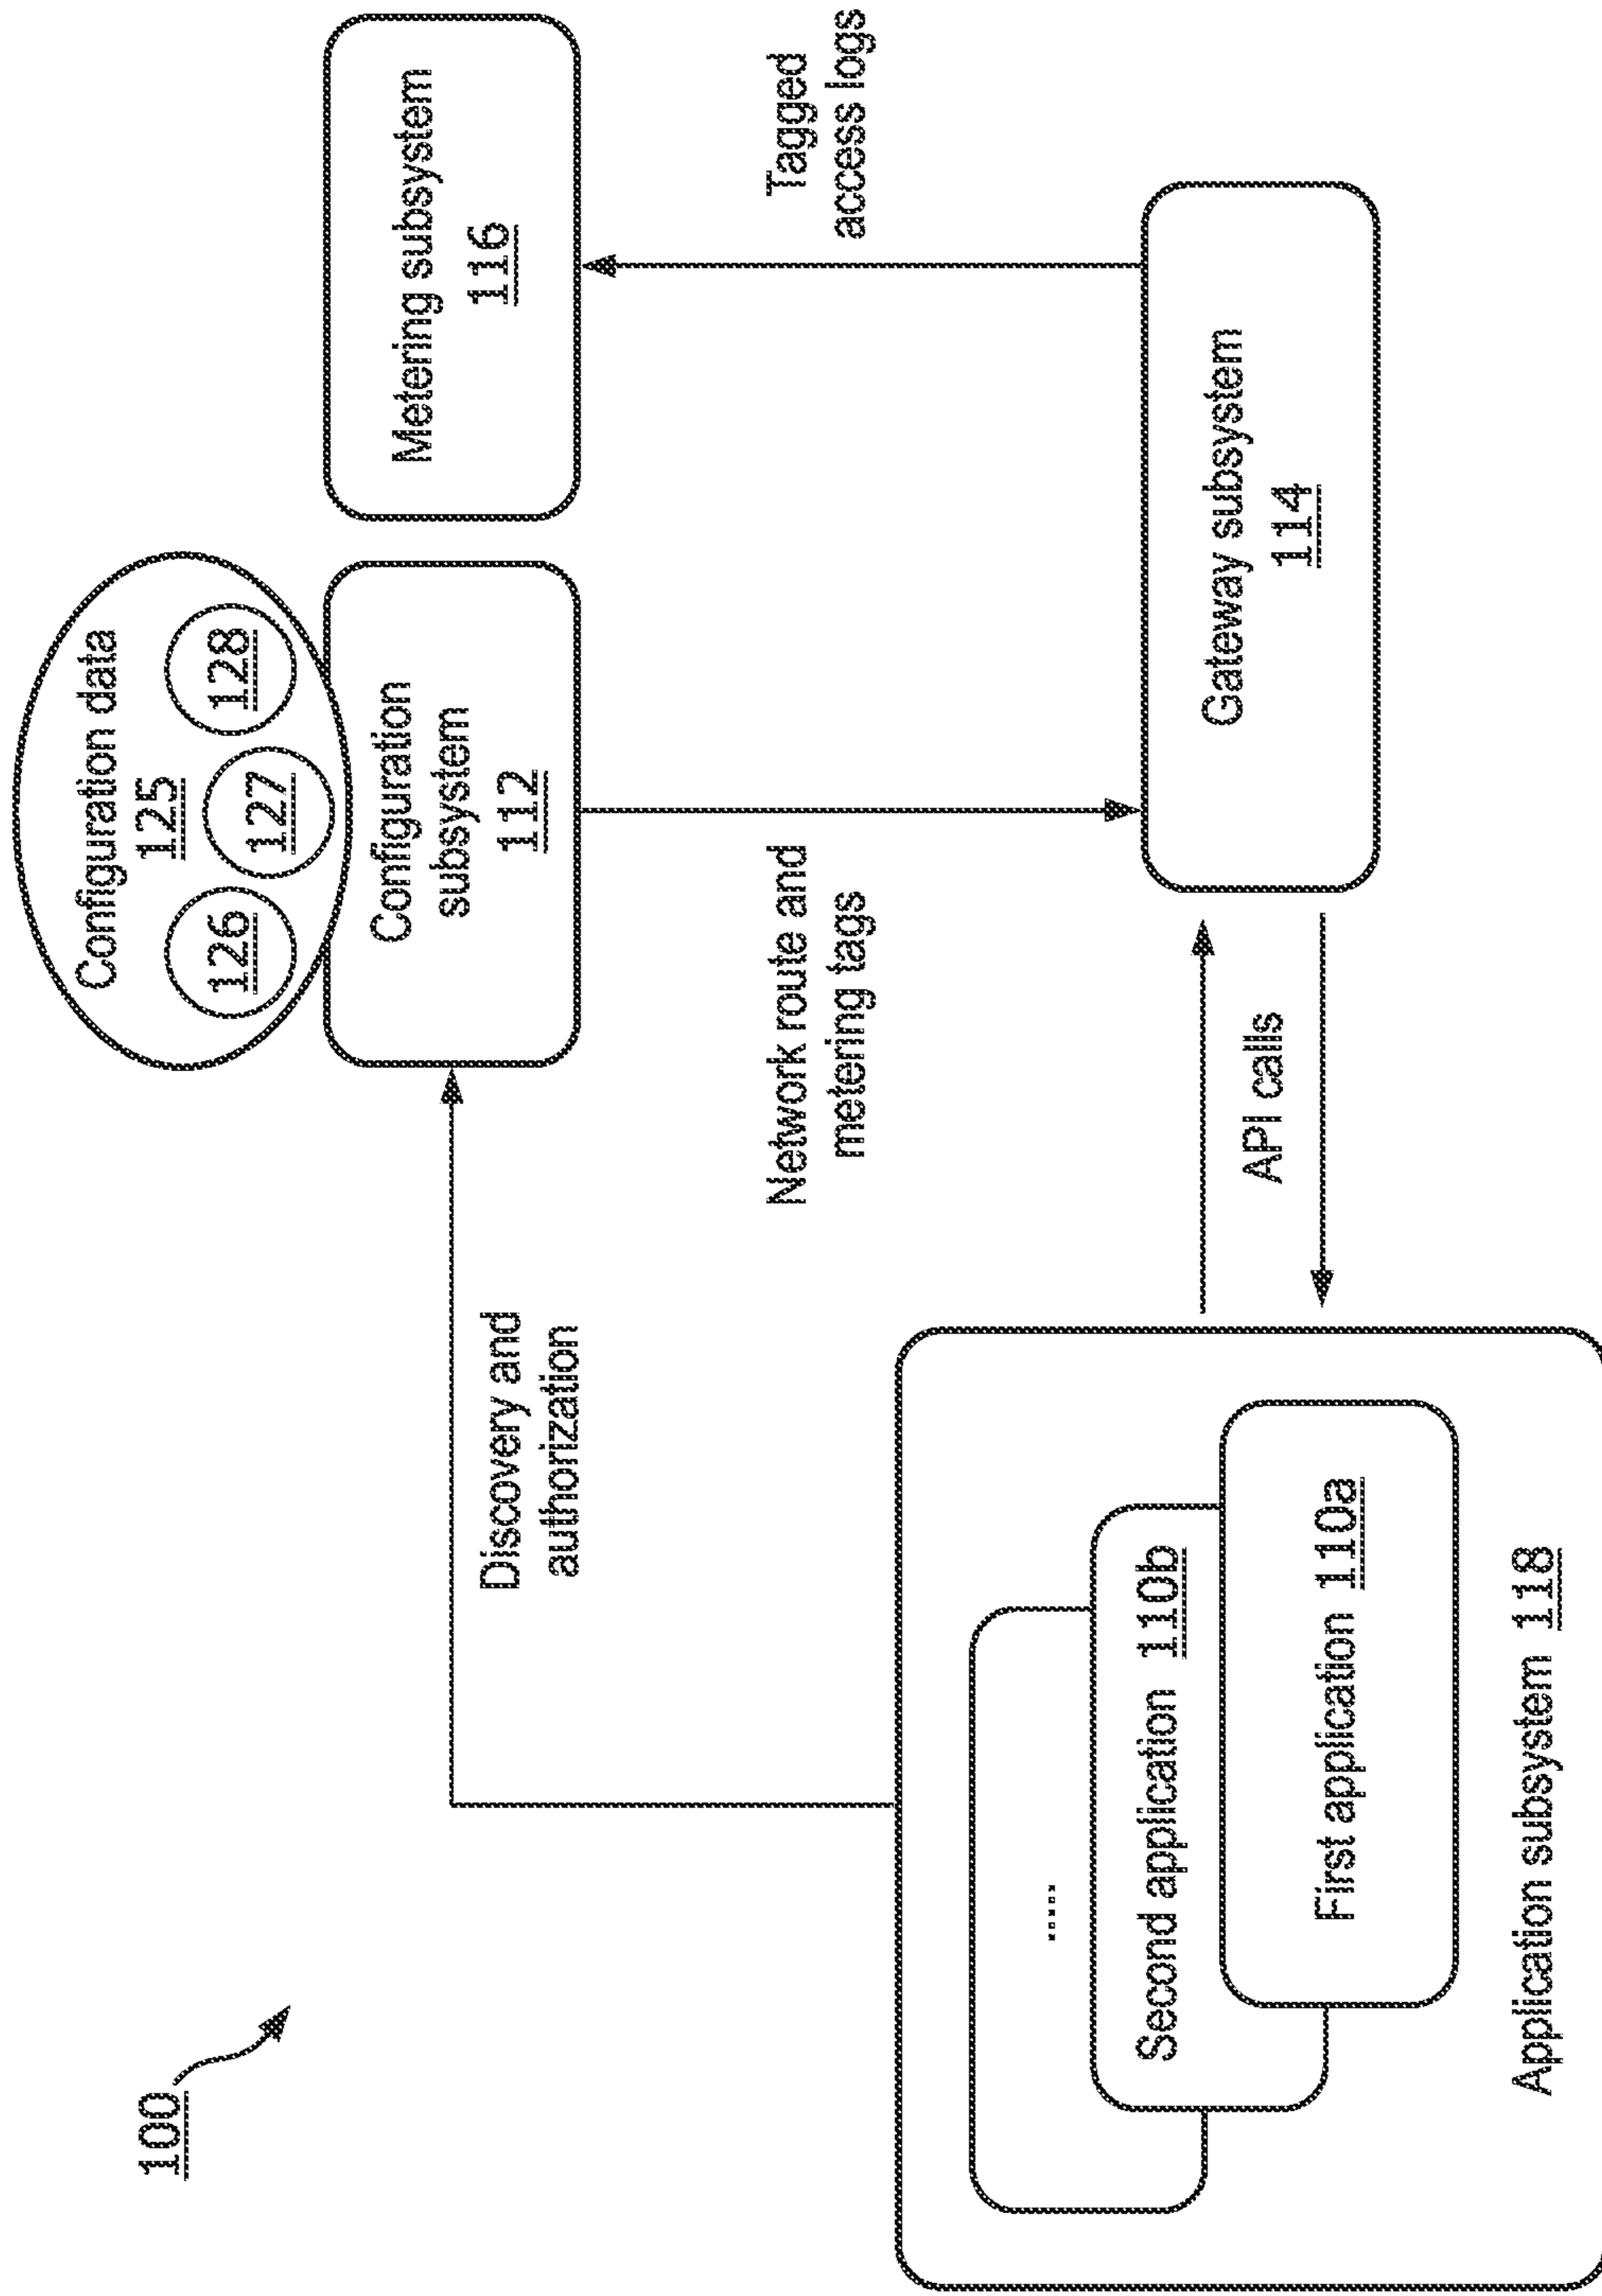 100
Configuration data
125
126
127
128
Configuration
subsystem
112
Metering subsystem
116
Discovery and
authorization
Network route and
metering tags
Tagged
access logs
.....
Second application 110b
First application 110a
Application subsystem 118
API calls
Gateway subsystem
114